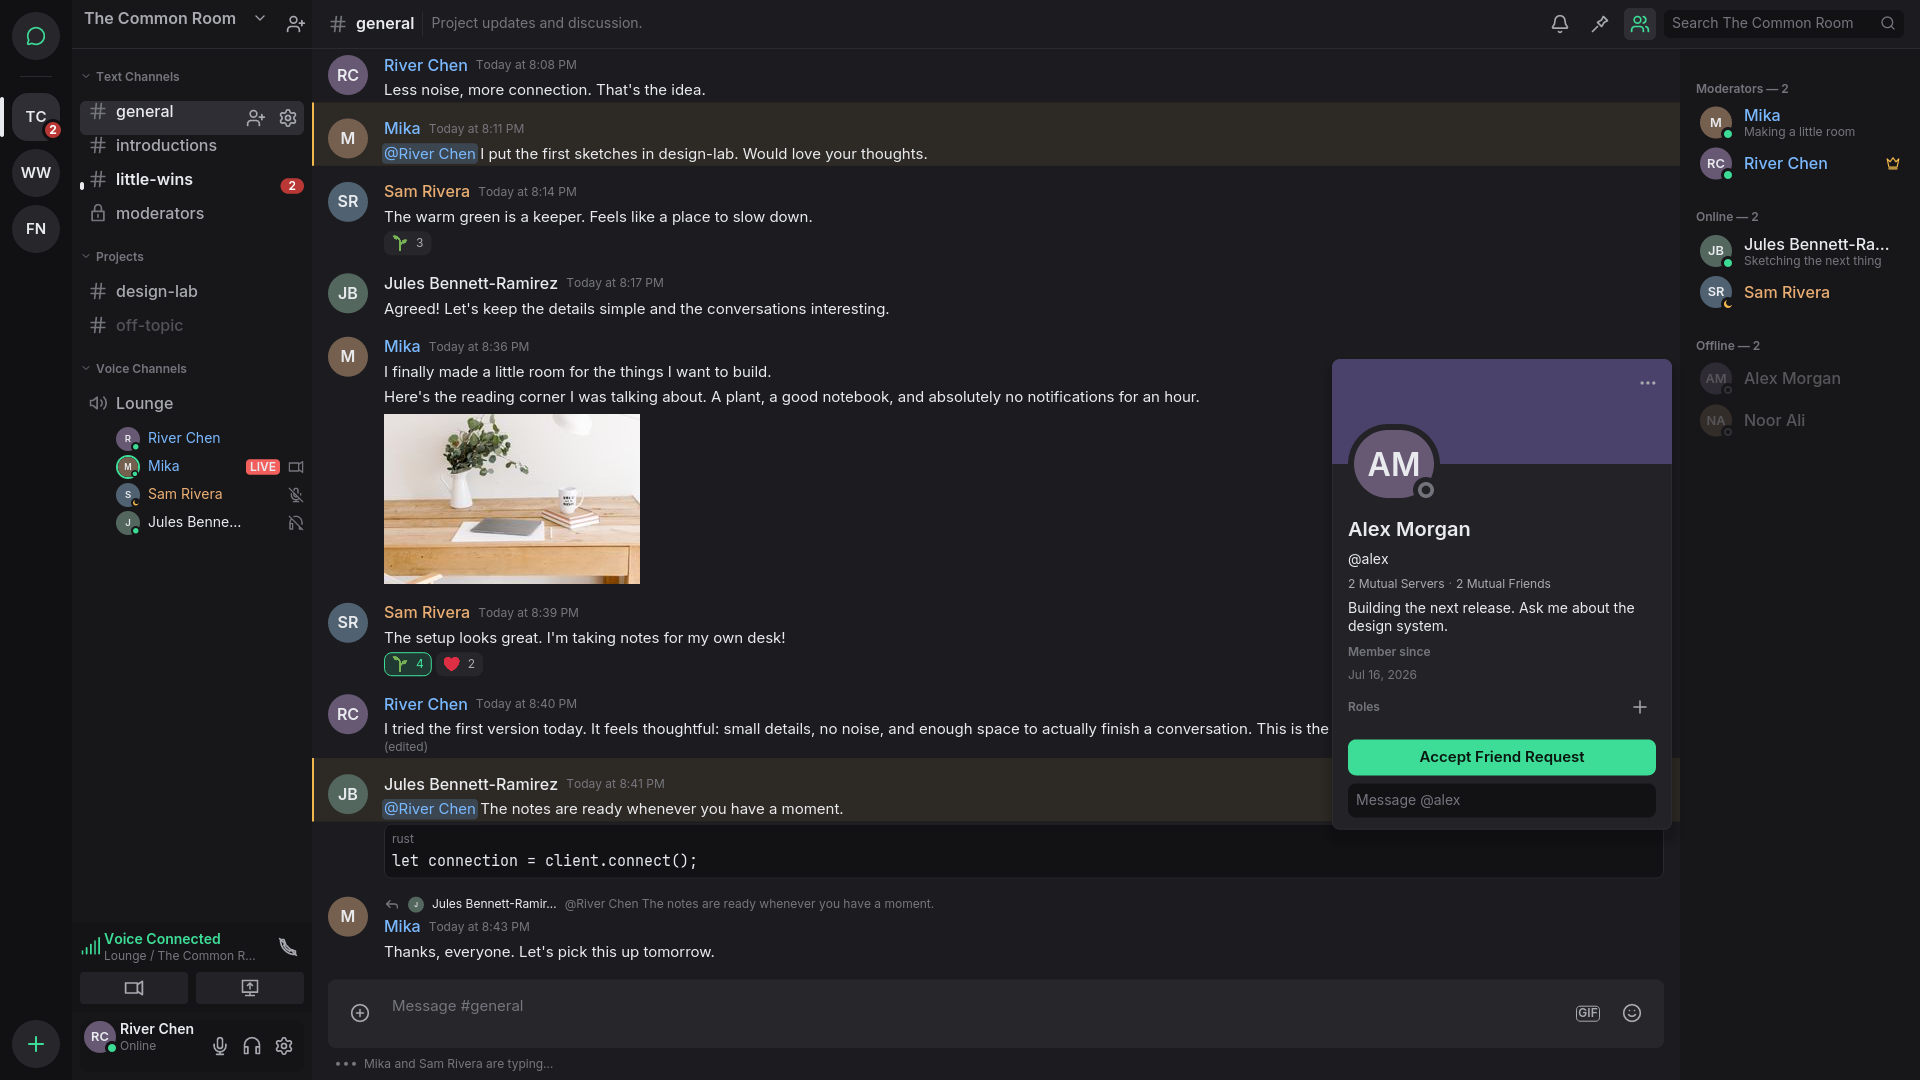 The Common Room
TC
2
WW
FN
Text Channels
general
introductions
little-wins
2
moderators
Projects
design-lab
off-topic
Voice Channels
Lounge
R
River Chen
M
Mika
LIVE
S
Sam Rivera
J
Jules Benne...
Voice Connected
Lounge / The Common R...
RC
River Chen
Online
general
Project updates and discussion.
Search The Common Room
RC
River Chen Today at 8:08 PM
Less noise, more connection. That's the idea.
M
Mika Today at 8:11 PM
@River Chen I put the first sketches in design-lab. Would love your thoughts.
SR
Sam Rivera Today at 8:14 PM
The warm green is a keeper. Feels like a place to slow down.
3
JB
Jules Bennett-Ramirez Today at 8:17 PM
Agreed! Let's keep the details simple and the conversations interesting.
M
Mika Today at 8:36 PM
I finally made a little room for the things I want to build.
Here's the reading corner I was talking about. A plant, a good notebook, and absolutely no notifications for an hour.
SR
Sam Rivera Today at 8:39 PM
The setup looks great. I'm taking notes for my own desk!
4
2
RC
River Chen Today at 8:40 PM
I tried the first version today. It feels thoughtful: small details, no noise, and enough space to actually finish a conversation. This is the
(edited)
JB
Jules Bennett-Ramirez Today at 8:41 PM
@River Chen The notes are ready whenever you have a moment.
rust
let connection = client.connect();
J
Jules Bennett-Ramir... @River Chen The notes are ready whenever you have a moment.
M
Mika Today at 8:43 PM
Thanks, everyone. Let's pick this up tomorrow.
Message #general
GIF
Mika and Sam Rivera are typing...
AM
Alex Morgan
@alex
2 Mutual Servers · 2 Mutual Friends
Building the next release. Ask me about the
design system.
Member since
Jul 16, 2026
Roles
Accept Friend Request
Message @alex
Moderators — 2
M
Mika
Making a little room
RC
River Chen
Online — 2
JB
Jules Bennett-Ra...
Sketching the next thing
SR
Sam Rivera
Offline — 2
AM
Alex Morgan
NA
Noor Ali